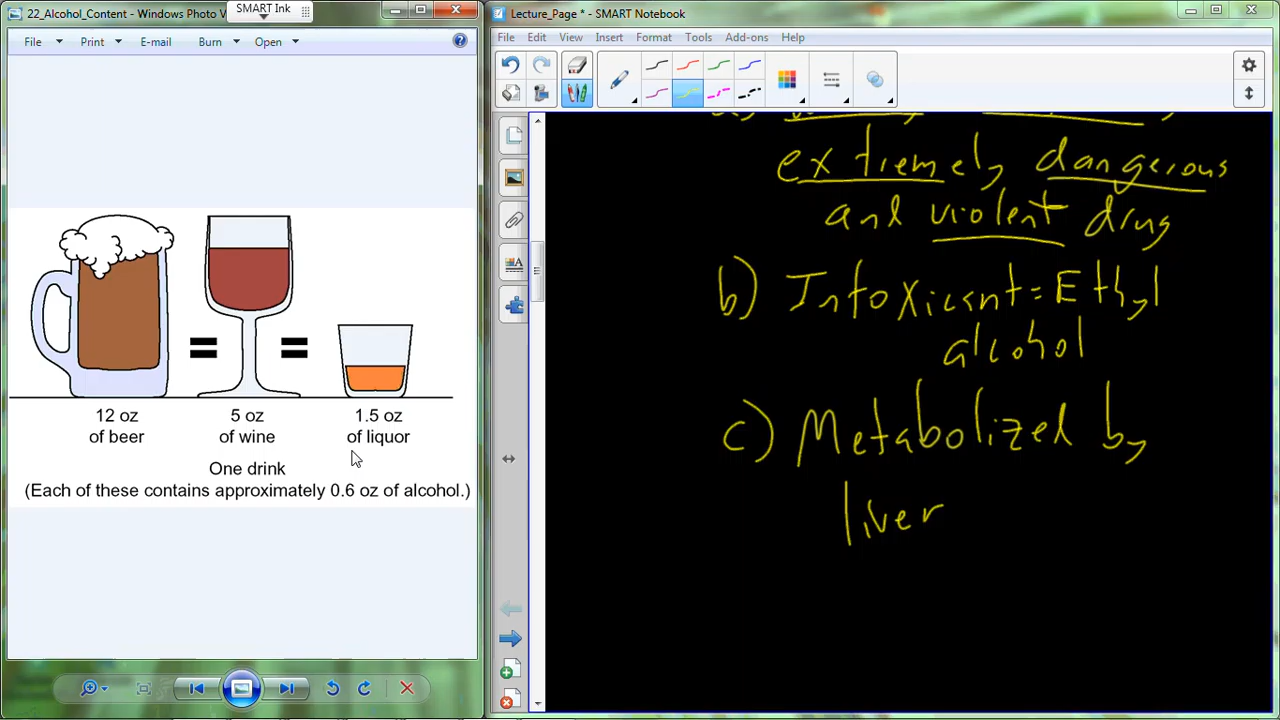 22_Alcohol_Content - Windows Photo V
SMART Ink
File Print E-mail Burn Open
12 oz 5 oz 1.5 oz
of beer of wine of liquor
One drink
(Each of these contains approximately 0.6 oz of alcohol.)
Lecture_Page * - SMART Notebook
File Edit View Insert Format Tools Add-ons Help
extremely dangerous
and violent drug
b) Intoxicant = Ethyl
alcohol
c) Metabolized by
liver